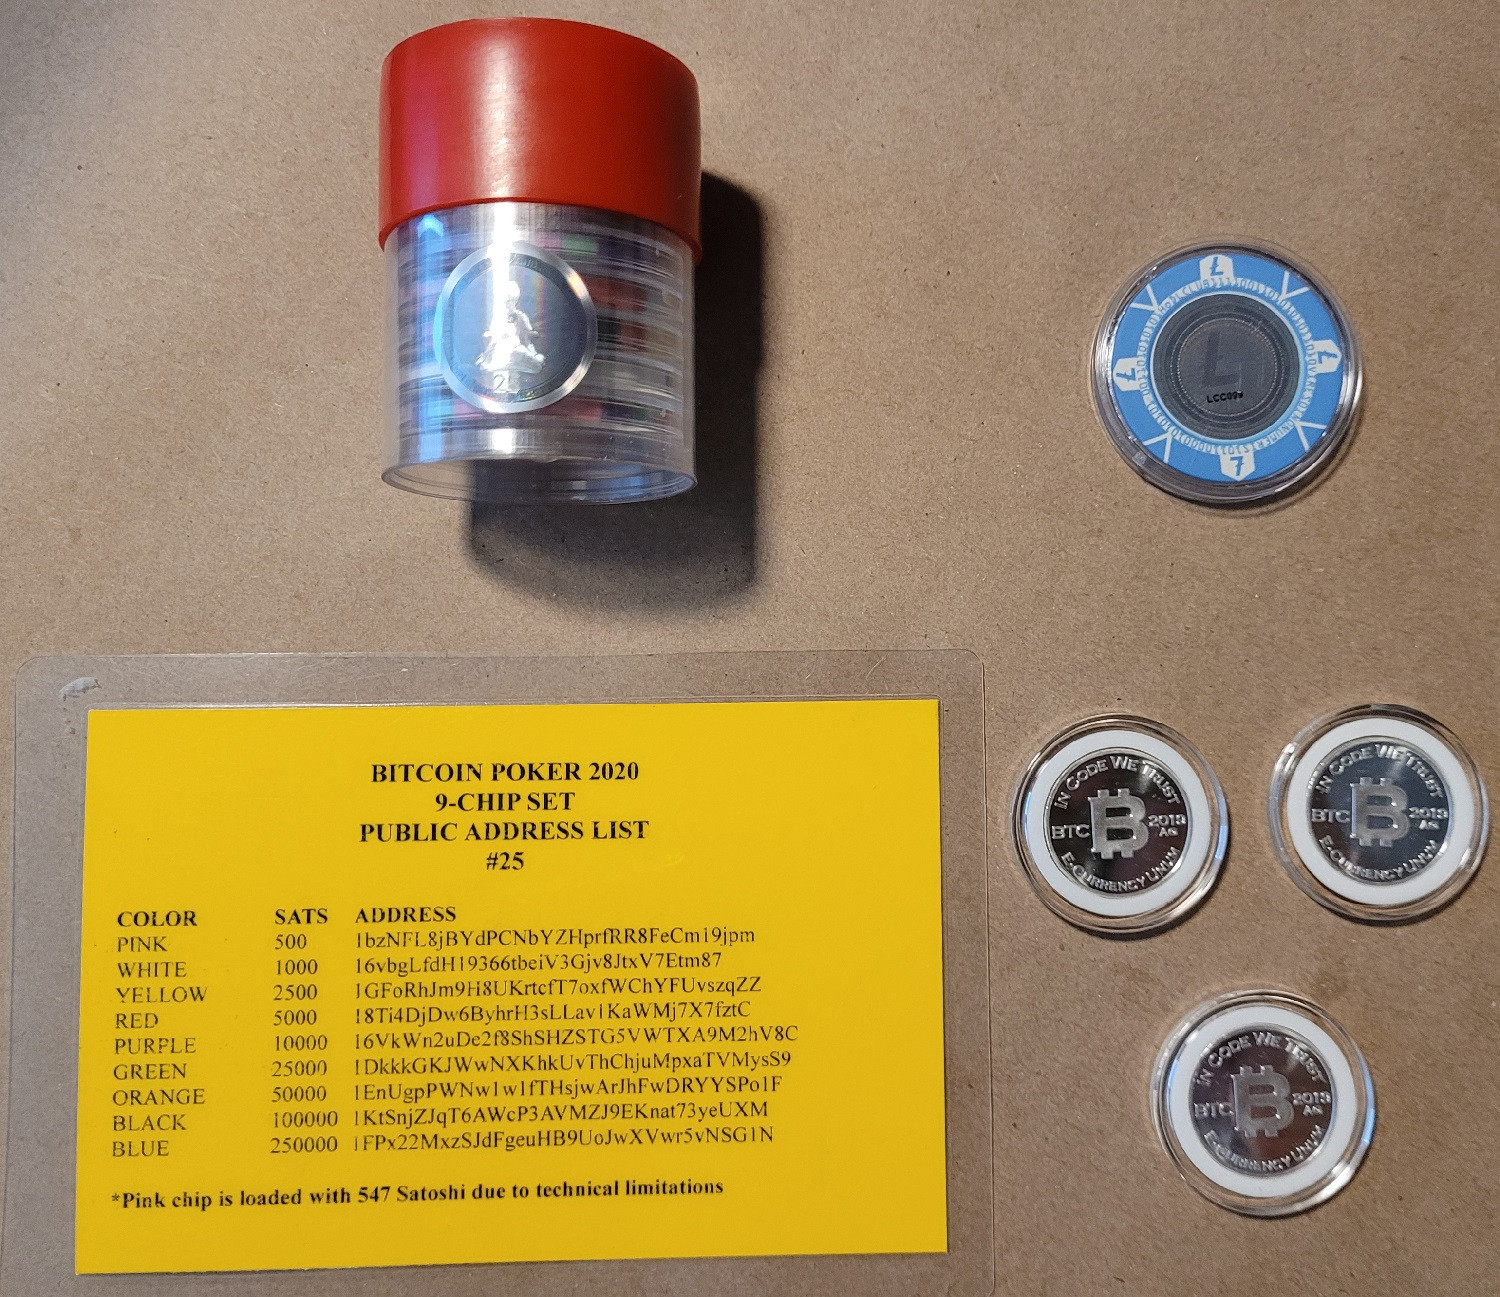 25
LCC09#
BITCOIN POKER 2020
9-CHIP SET
PUBLIC ADDRESS LIST
#25
COLOR SATS ADDRESS
PINK 500 1bzNFL8jBYdPCNbYZHprfRR8FeCm19jpm
WHITE 1000 16vbgLfdH19366tbeiV3Gjv8JtxV7Etm87
YELLOW 2500 1GFoRhJm9H8UKrtcfT7oxfWChYFUvszqZZ
RED 5000 18Ti4DjDw6ByhrH3sLLav1KaWMj7X7fztC
PURPLE 10000 16VkWn2uDe2f8ShSHZSTG5VWTXA9M2hV8C
GREEN 25000 1DkkkGKJWwNXKhkUvThChjuMpxaTVMysS9
ORANGE 50000 1EnUgpPWNw1w1fTHsjwArJhFwDRYYSPo1F
BLACK 100000 1KtSnjZJqT6AWcP3AVMZJ9EKnat73yeUXM
BLUE 250000 1FPx22MxzSJdFgeuHB9UoJwXVwr5vNSG1N
*Pink chip is loaded with 547 Satoshi due to technical limitations
IN CODE WE TRUST
BTC 2013
AG
E-CURRENCY UNUM
IN CODE WE TRUST
BTC 2013
AG
E-CURRENCY UNUM
IN CODE WE TRUST
BTC 2013
AG
E-CURRENCY UNUM